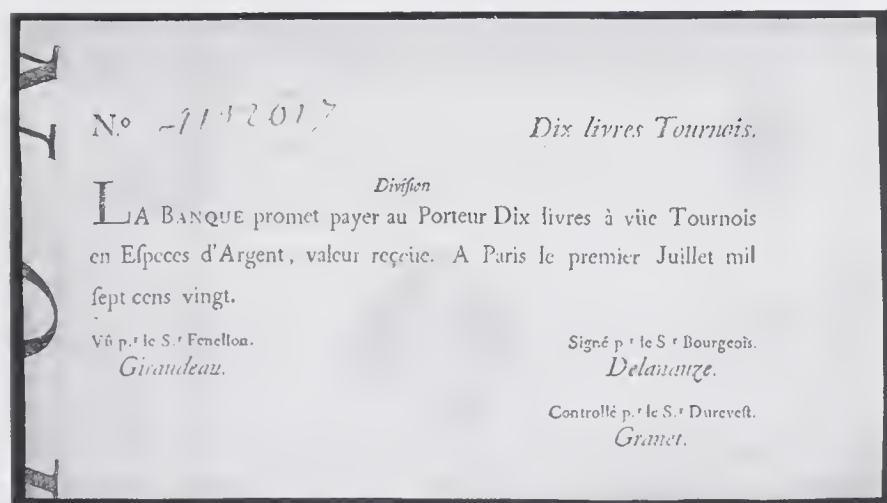 N.º Dix livres Tournois.
Diviſion
LA BANQUE promet payer au Porteur Dix livres à vüe Tournois
en Eſpeces d'Argent, valeur reçeüe. A Paris le premier Juillet mil
ſept cens vingt.
Vû p.r le S.r Fenellon. Signé p r le S r Bourgeois.
Giraudeau. Delanauze.
Controllé p.r le S.r Dureveſt.
Granet.